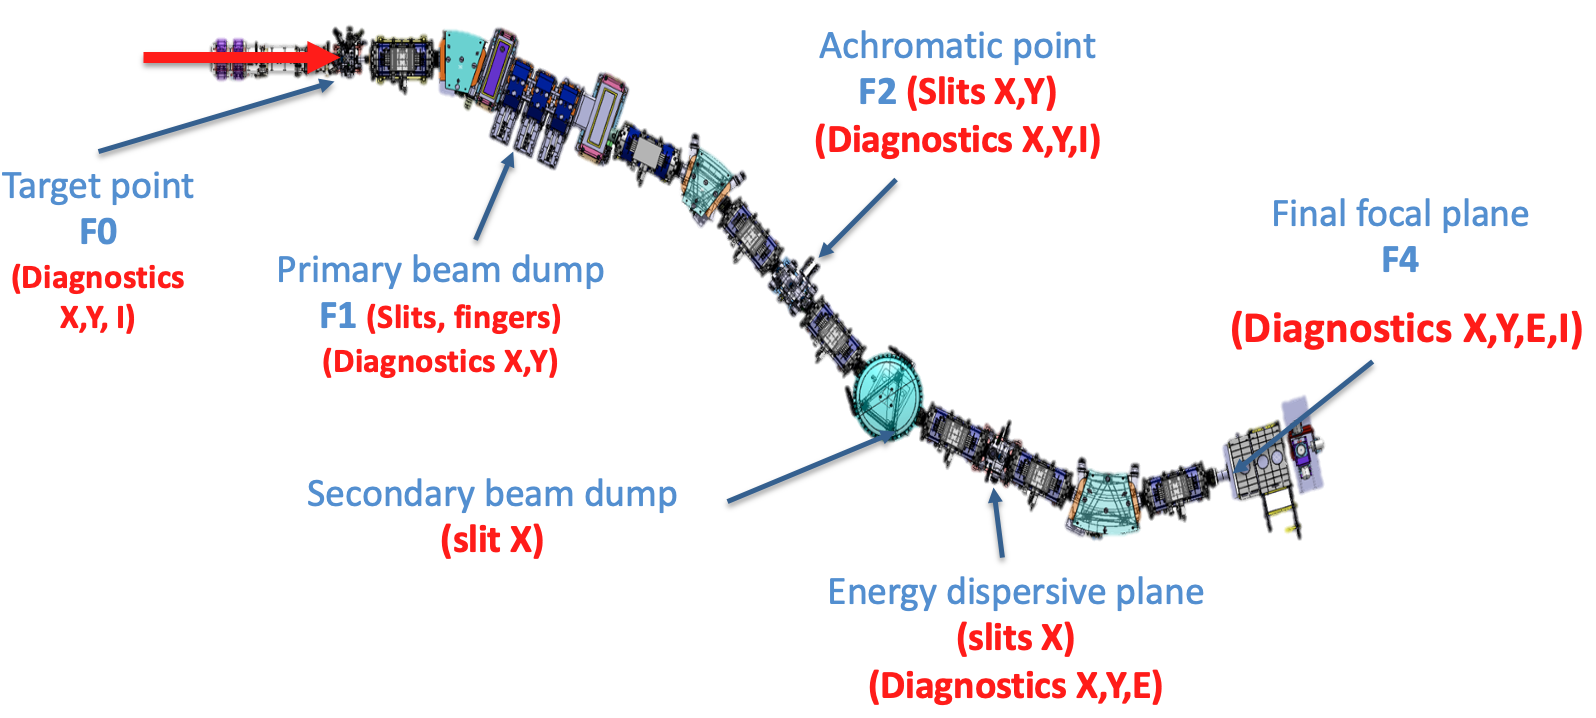 Target point
F0
(Diagnostics
X,Y, I)
Primary beam dump
F1 (Slits, fingers)
(Diagnostics X,Y)
Achromatic point
F2 (Slits X,Y)
(Diagnostics X,Y,I)
Final focal plane
F4
(Diagnostics X,Y,E,I)
Secondary beam dump
(slit X)
Energy dispersive plane
(slits X)
(Diagnostics X,Y,E)